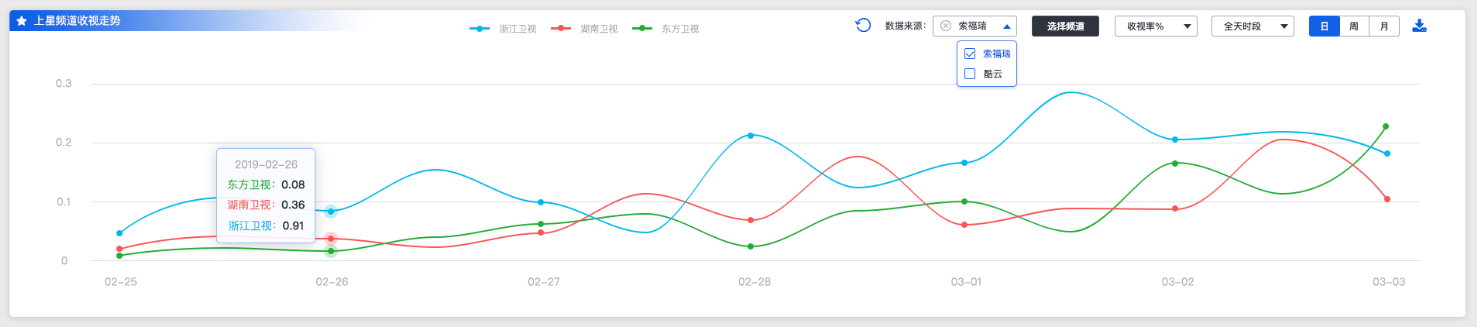 上星频道收视走势
浙江卫视 湖南卫视 东方卫视
数据来源： 索福瑞 选择频道 收视率% 全天时段 日 周 月
索福瑞
酷云
0.3
0.2
0.1
0
2019-02-26
东方卫视：0.08
湖南卫视：0.36
浙江卫视：0.91
02-25 02-26 02-27 02-28 03-01 03-02 03-03